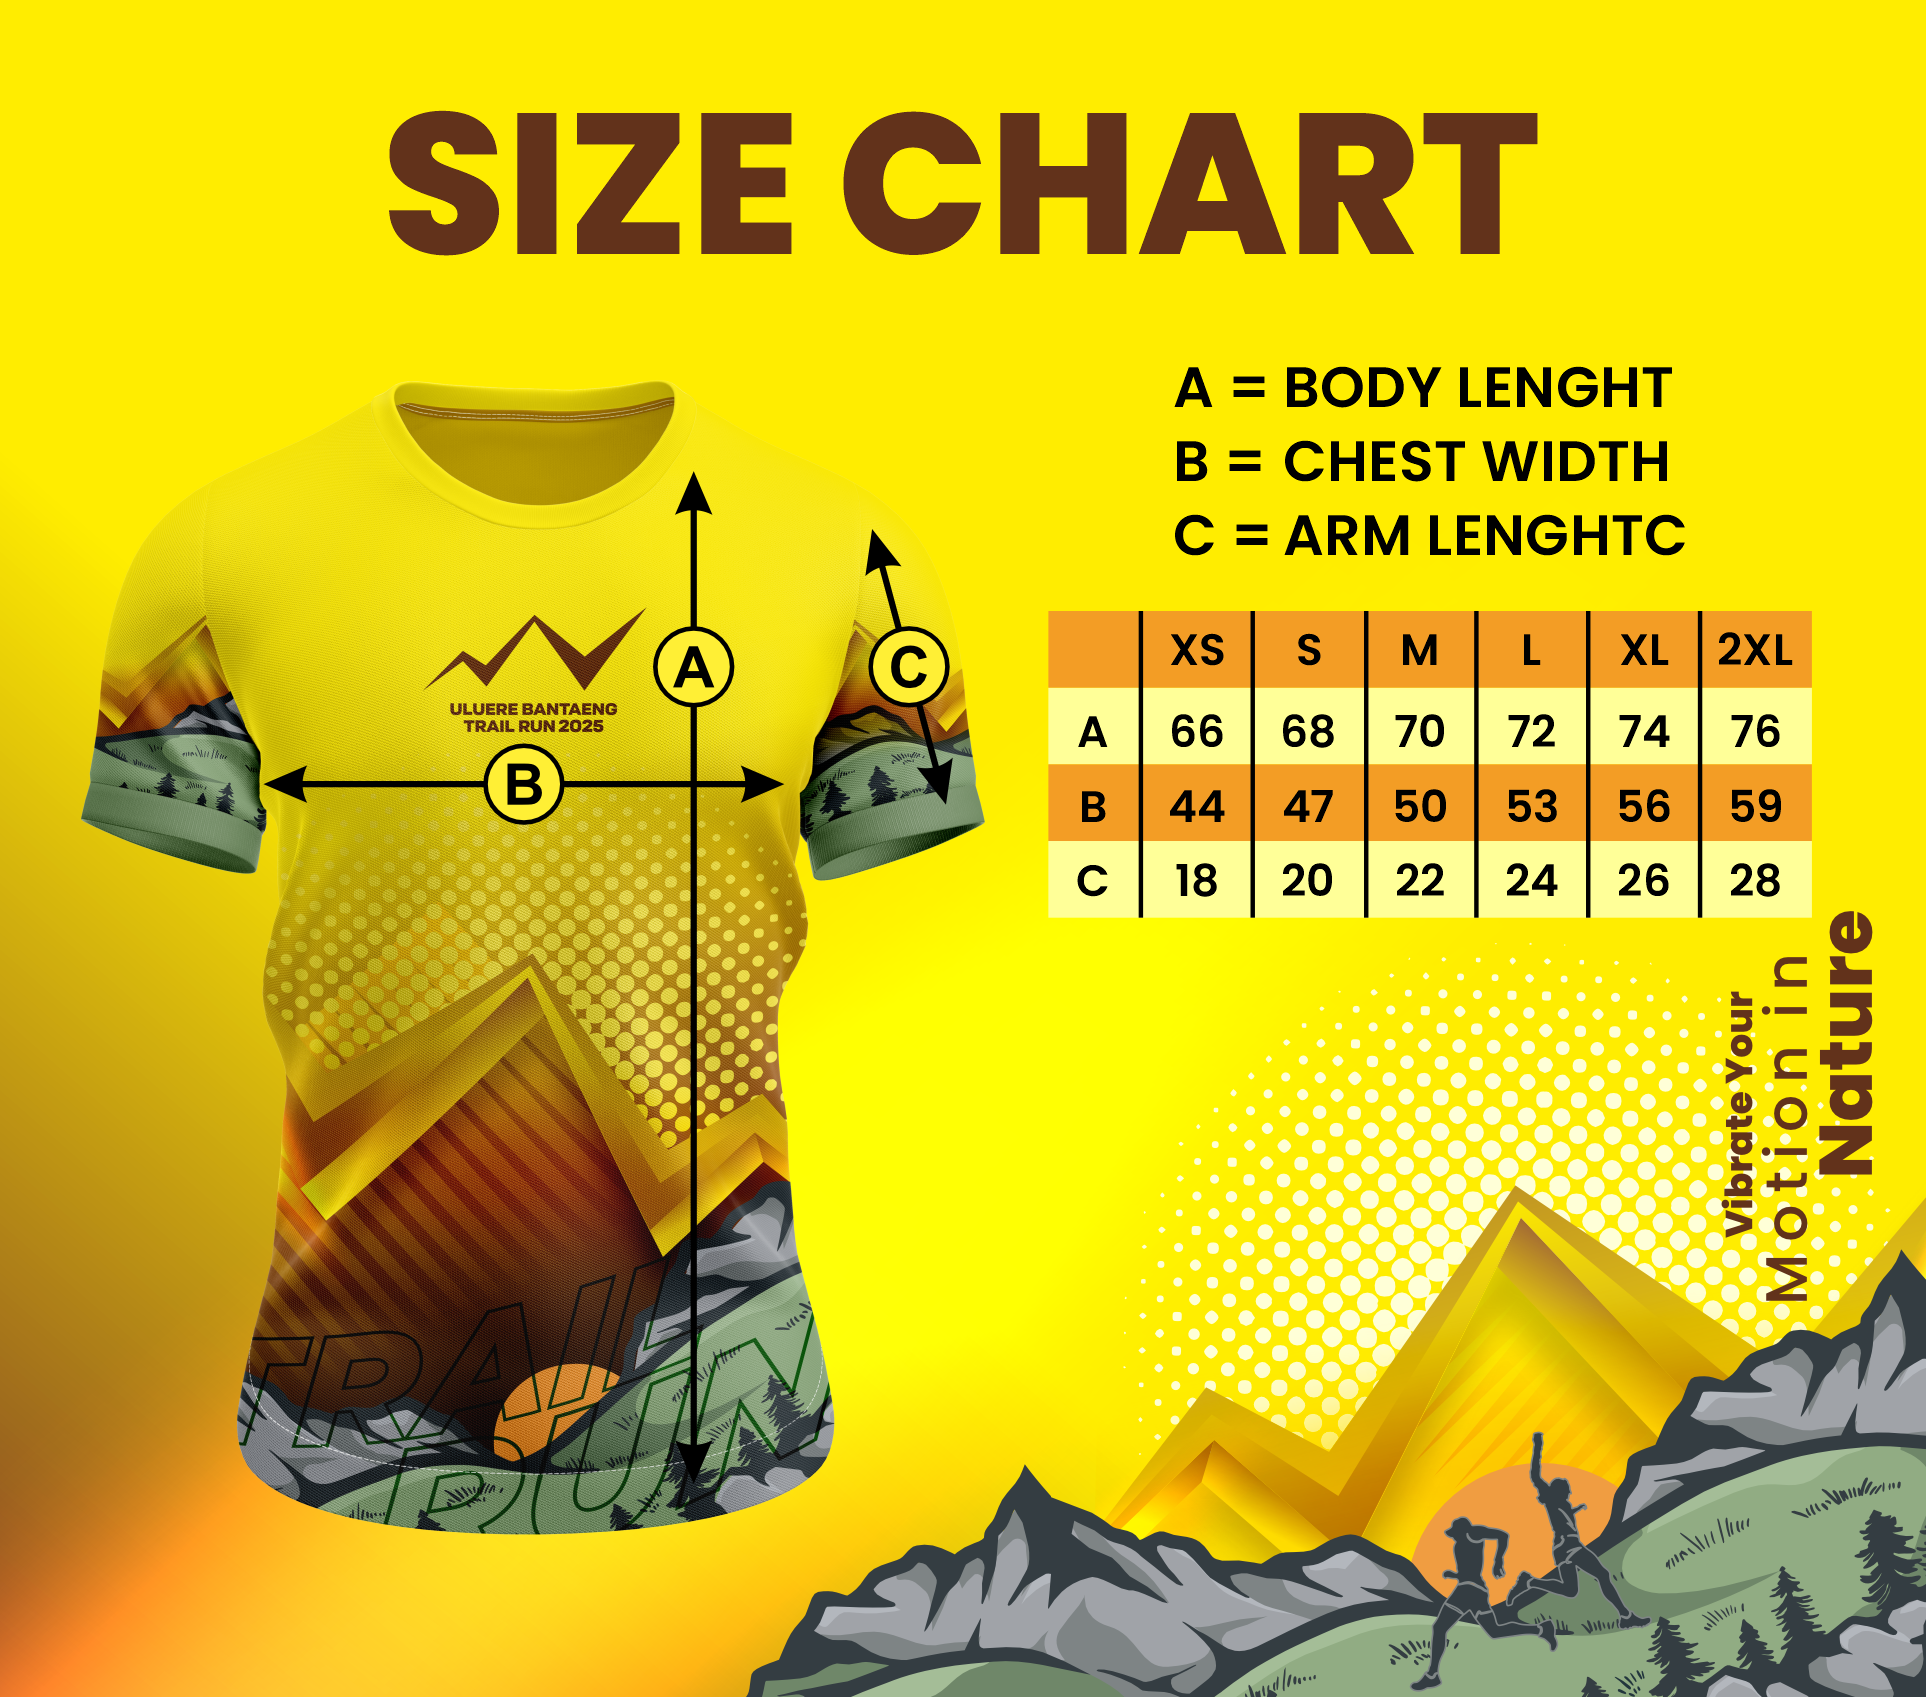 SIZE CHART
A = BODY LENGHT
B = CHEST WIDTH
C = ARM LENGHTC
A
C
B
ULUERE BANTAENG
TRAIL RUN 2025
TRAIL
RUN
XS S M L XL 2XL
A 66 68 70 72 74 76
B 44 47 50 53 56 59
C 18 20 22 24 26 28
Vibrate Your
Motion in
Nature